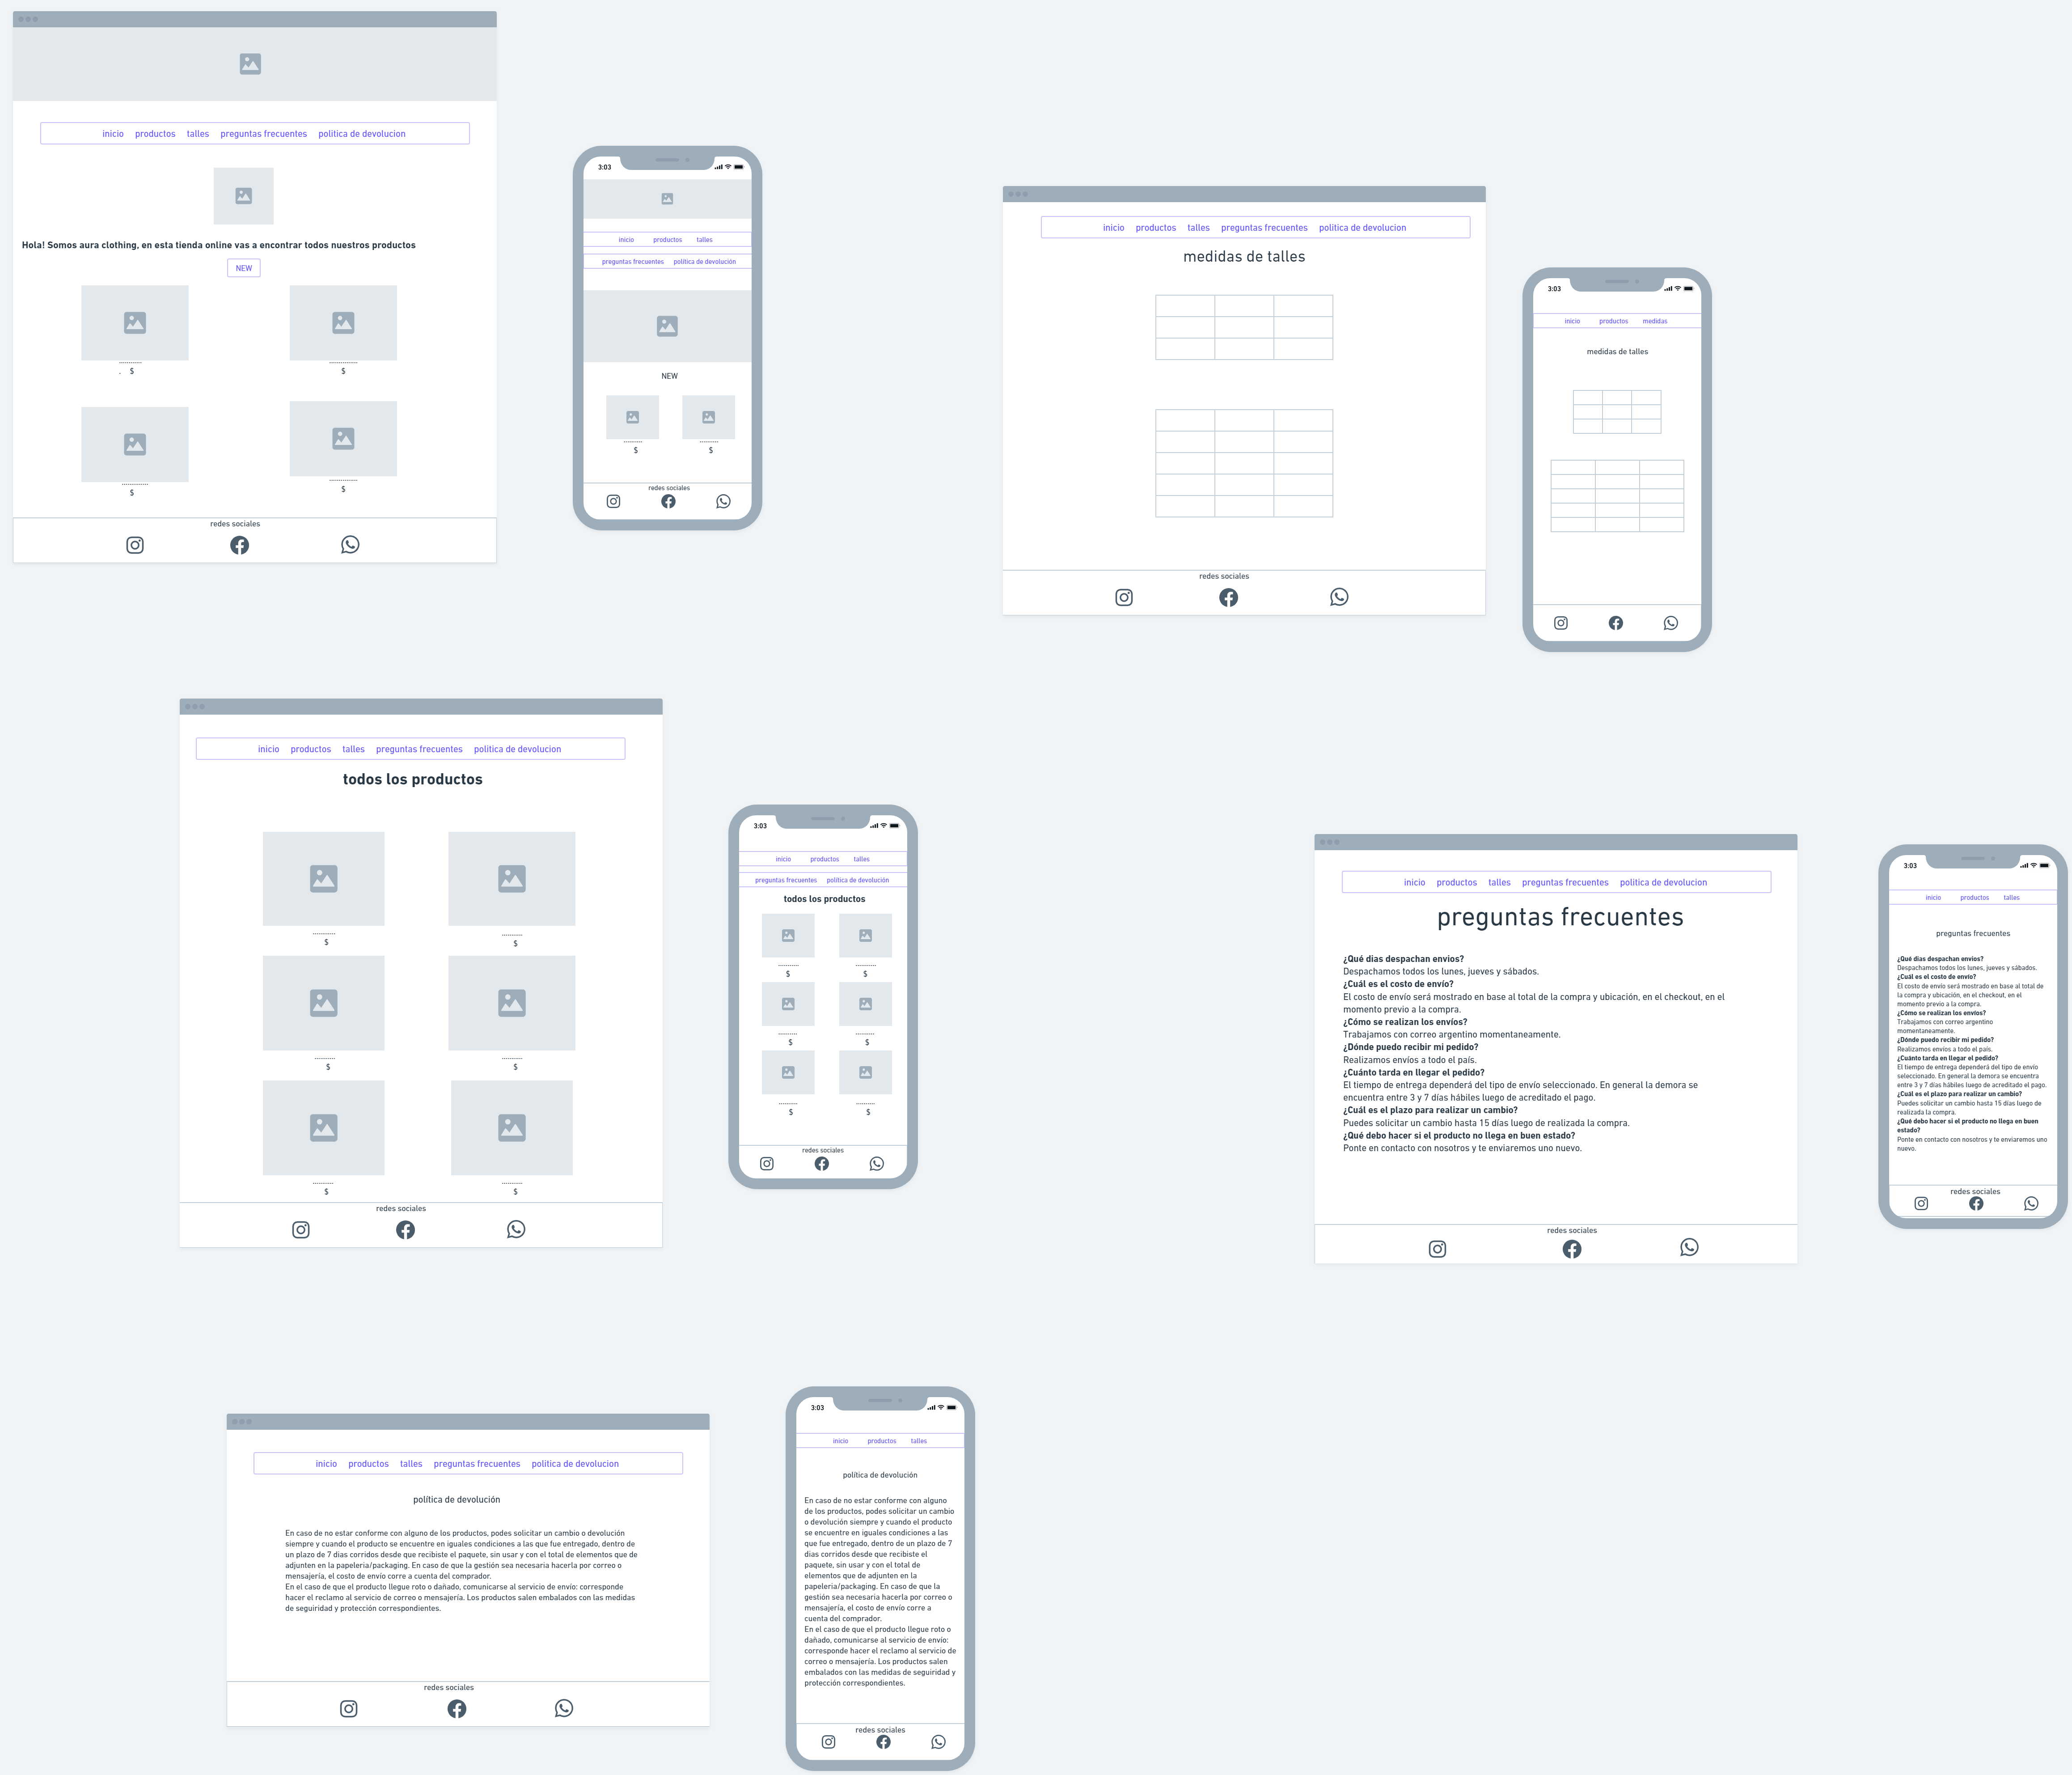 inicio productos talles preguntas frecuentes politica de devolucion
Hola! Somos aura clothing, en esta tienda online vas a encontrar todos nuestros productos
NEW
............ ...............
. $ $
.............. ...............
$ $
redes sociales
3:03
inicio productos talles
preguntas frecuentes política de devolución
NEW
.......... ..........
$ $
redes sociales
inicio productos talles preguntas frecuentes politica de devolucion
medidas de talles
redes sociales
3:03
inicio productos medidas
medidas de talles
inicio productos talles preguntas frecuentes politica de devolucion
todos los productos
............ ...........
$ $
........... ...........
$ $
........... ...........
$ $
redes sociales
3:03
inicio productos talles
preguntas frecuentes política de devolución
todos los productos
........... ...........
$ $
.......... ..........
$ $
.......... ..........
$ $
redes sociales
inicio productos talles preguntas frecuentes politica de devolucion
preguntas frecuentes
¿Qué dias despachan envios?
Despachamos todos los lunes, jueves y sábados.
¿Cuál es el costo de envío?
El costo de envío será mostrado en base al total de la compra y ubicación, en el checkout, en el
momento previo a la compra.
¿Cómo se realizan los envíos?
Trabajamos con correo argentino momentaneamente.
¿Dónde puedo recibir mi pedido?
Realizamos envíos a todo el país.
¿Cuánto tarda en llegar el pedido?
El tiempo de entrega dependerá del tipo de envío seleccionado. En general la demora se
encuentra entre 3 y 7 días hábiles luego de acreditado el pago.
¿Cuál es el plazo para realizar un cambio?
Puedes solicitar un cambio hasta 15 días luego de realizada la compra.
¿Qué debo hacer si el producto no llega en buen estado?
Ponte en contacto con nosotros y te enviaremos uno nuevo.
redes sociales
3:03
inicio productos talles
preguntas frecuentes
¿Qué dias despachan envios?
Despachamos todos los lunes, jueves y sábados.
¿Cuál es el costo de envío?
El costo de envío será mostrado en base al total de
la compra y ubicación, en el checkout, en el
momento previo a la compra.
¿Cómo se realizan los envíos?
Trabajamos con correo argentino
momentaneamente.
¿Dónde puedo recibir mi pedido?
Realizamos envíos a todo el país.
¿Cuánto tarda en llegar el pedido?
El tiempo de entrega dependerá del tipo de envío
seleccionado. En general la demora se encuentra
entre 3 y 7 días hábiles luego de acreditado el pago.
¿Cuál es el plazo para realizar un cambio?
Puedes solicitar un cambio hasta 15 días luego de
realizada la compra.
¿Qué debo hacer si el producto no llega en buen
estado?
Ponte en contacto con nosotros y te enviaremos uno
nuevo.
redes sociales
inicio productos talles preguntas frecuentes politica de devolucion
política de devolución
En caso de no estar conforme con alguno de los productos, podes solicitar un cambio o devolución
siempre y cuando el producto se encuentre en iguales condiciones a las que fue entregado, dentro de
un plazo de 7 dias corridos desde que recibiste el paquete, sin usar y con el total de elementos que de
adjunten en la papeleria/packaging. En caso de que la gestión sea necesaria hacerla por correo o
mensajería, el costo de envío corre a cuenta del comprador.
En el caso de que el producto llegue roto o dañado, comunicarse al servicio de envío: corresponde
hacer el reclamo al servicio de correo o mensajería. Los productos salen embalados con las medidas
de seguiridad y protección correspondientes.
redes sociales
3:03
inicio productos talles
política de devolución
En caso de no estar conforme con alguno
de los productos, podes solicitar un cambio
o devolución siempre y cuando el producto
se encuentre en iguales condiciones a las
que fue entregado, dentro de un plazo de 7
dias corridos desde que recibiste el
paquete, sin usar y con el total de
elementos que de adjunten en la
papeleria/packaging. En caso de que la
gestión sea necesaria hacerla por correo o
mensajería, el costo de envío corre a
cuenta del comprador.
En el caso de que el producto llegue roto o
dañado, comunicarse al servicio de envío:
corresponde hacer el reclamo al servicio de
correo o mensajería. Los productos salen
embalados con las medidas de seguiridad y
protección correspondientes.
redes sociales